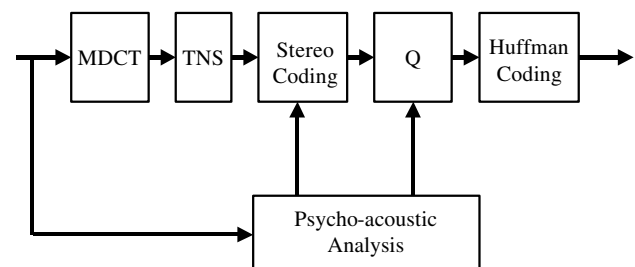 MDCT
TNS
Stereo
Coding
Q
Huffman
Coding
Psycho-acoustic
Analysis